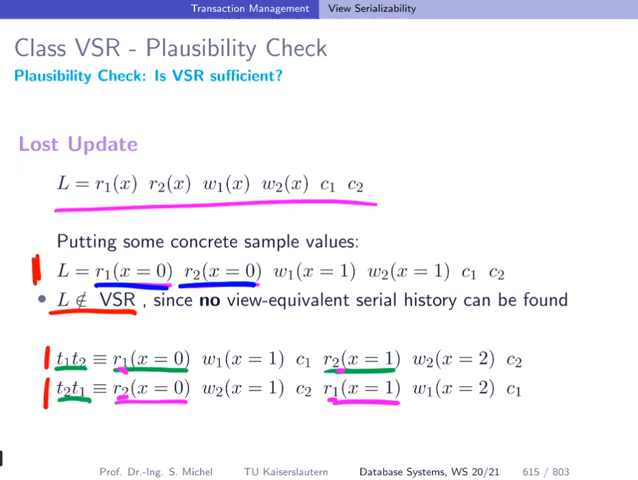 Transaction Management View Serializability
Class VSR - Plausibility Check
Plausibility Check: Is VSR sufficient?
Lost Update
L = r₁(x) r₂(x) w₁(x) w₂(x) c₁ c₂
Putting some concrete sample values:
L = r₁(x = 0) r₂(x = 0) w₁(x = 1) w₂(x = 1) c₁ c₂
• L ∉ VSR , since no view-equivalent serial history can be found
t₁t₂ ≡ r₁(x = 0) w₁(x = 1) c₁ r₂(x = 1) w₂(x = 2) c₂
t₂t₁ ≡ r₂(x = 0) w₂(x = 1) c₂ r₁(x = 1) w₁(x = 2) c₁
Prof. Dr.-Ing. S. Michel TU Kaiserslautern Database Systems, WS 20/21 615 / 803